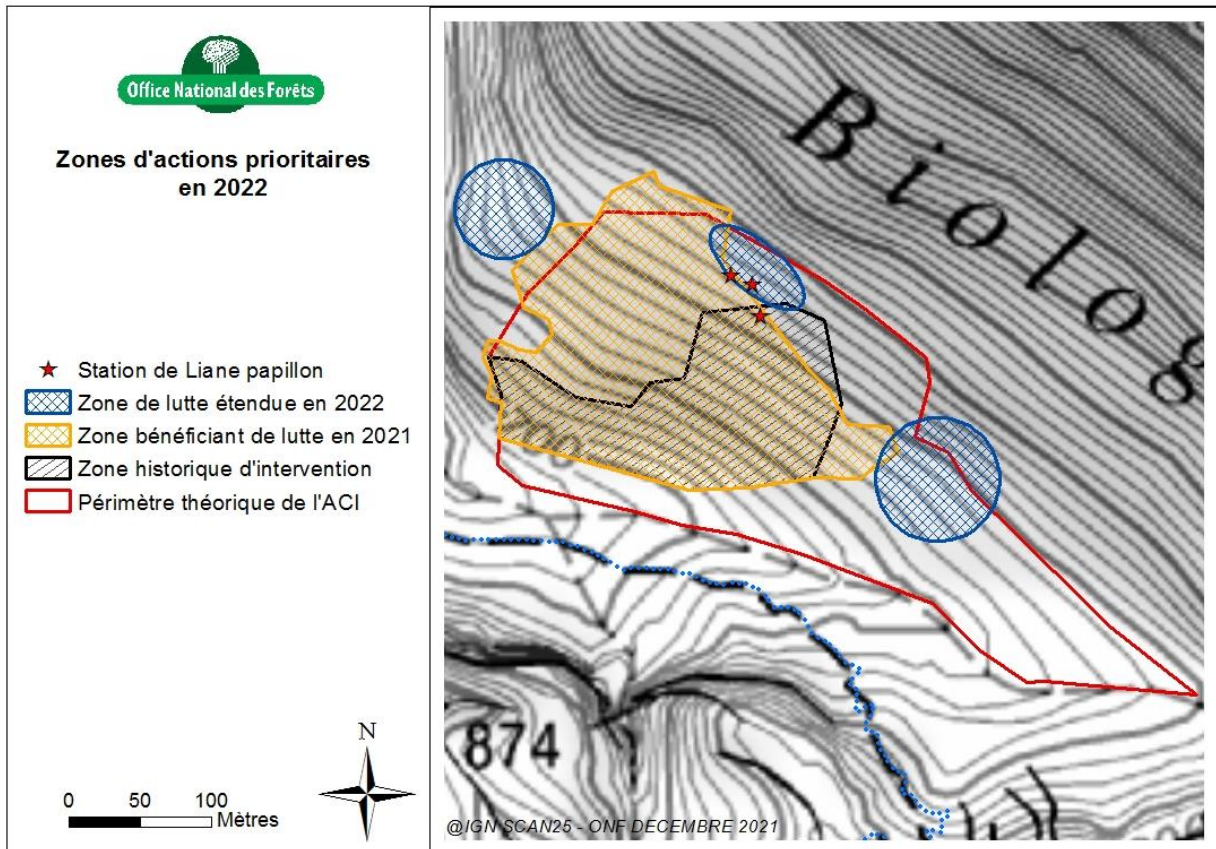 Office National des Forêts
Zones d'actions prioritaires
en 2022
Station de Liane papillon
Zone de lutte étendue en 2022
Zone bénéficiant de lutte en 2021
Zone historique d'intervention
Périmètre théorique de l'ACI
N
0 50 100
Mètres
Biolog
874
@IGN SCAN25 - ONF DECEMBRE 2021